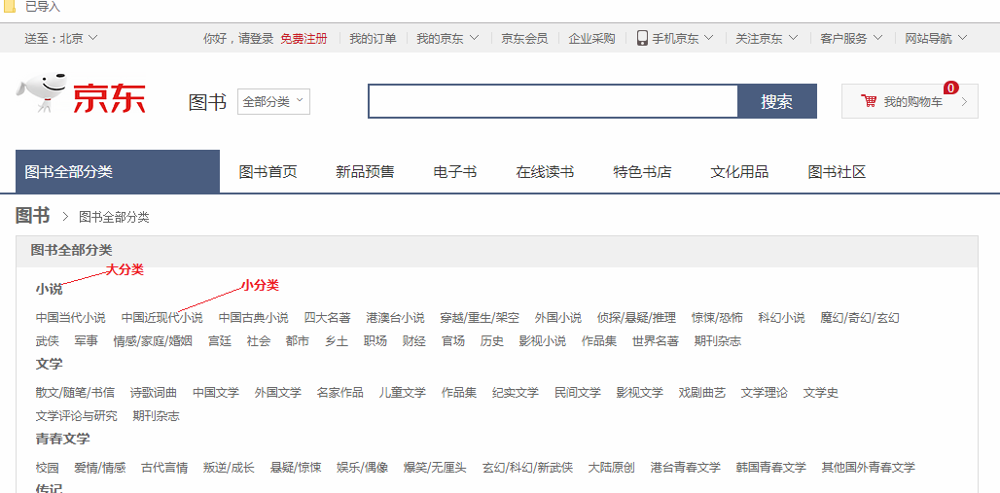 已导入
送至：北京 你好，请登录 免费注册 我的订单 我的京东 京东会员 企业采购 手机京东 关注京东 客户服务 网站导航
京东 图书 全部分类 搜索 0 我的购物车
图书全部分类 图书首页 新品预售 电子书 在线读书 特色书店 文化用品 图书社区
图书 > 图书全部分类
图书全部分类
大分类
小说
小分类
中国当代小说 中国近现代小说 中国古典小说 四大名著 港澳台小说 穿越/重生/架空 外国小说 侦探/悬疑/推理 惊悚/恐怖 科幻小说 魔幻/奇幻/玄幻
武侠 军事 情感/家庭/婚姻 宫廷 社会 都市 乡土 职场 财经 官场 历史 影视小说 作品集 世界名著 期刊杂志
文学
散文/随笔/书信 诗歌词曲 中国文学 外国文学 名家作品 儿童文学 作品集 纪实文学 民间文学 影视文学 戏剧曲艺 文学理论 文学史
文学评论与研究 期刊杂志
青春文学
校园 爱情/情感 古代言情 叛逆/成长 悬疑/惊悚 娱乐/偶像 爆笑/无厘头 玄幻/科幻/新武侠 大陆原创 港台青春文学 韩国青春文学 其他国外青春文学
传记